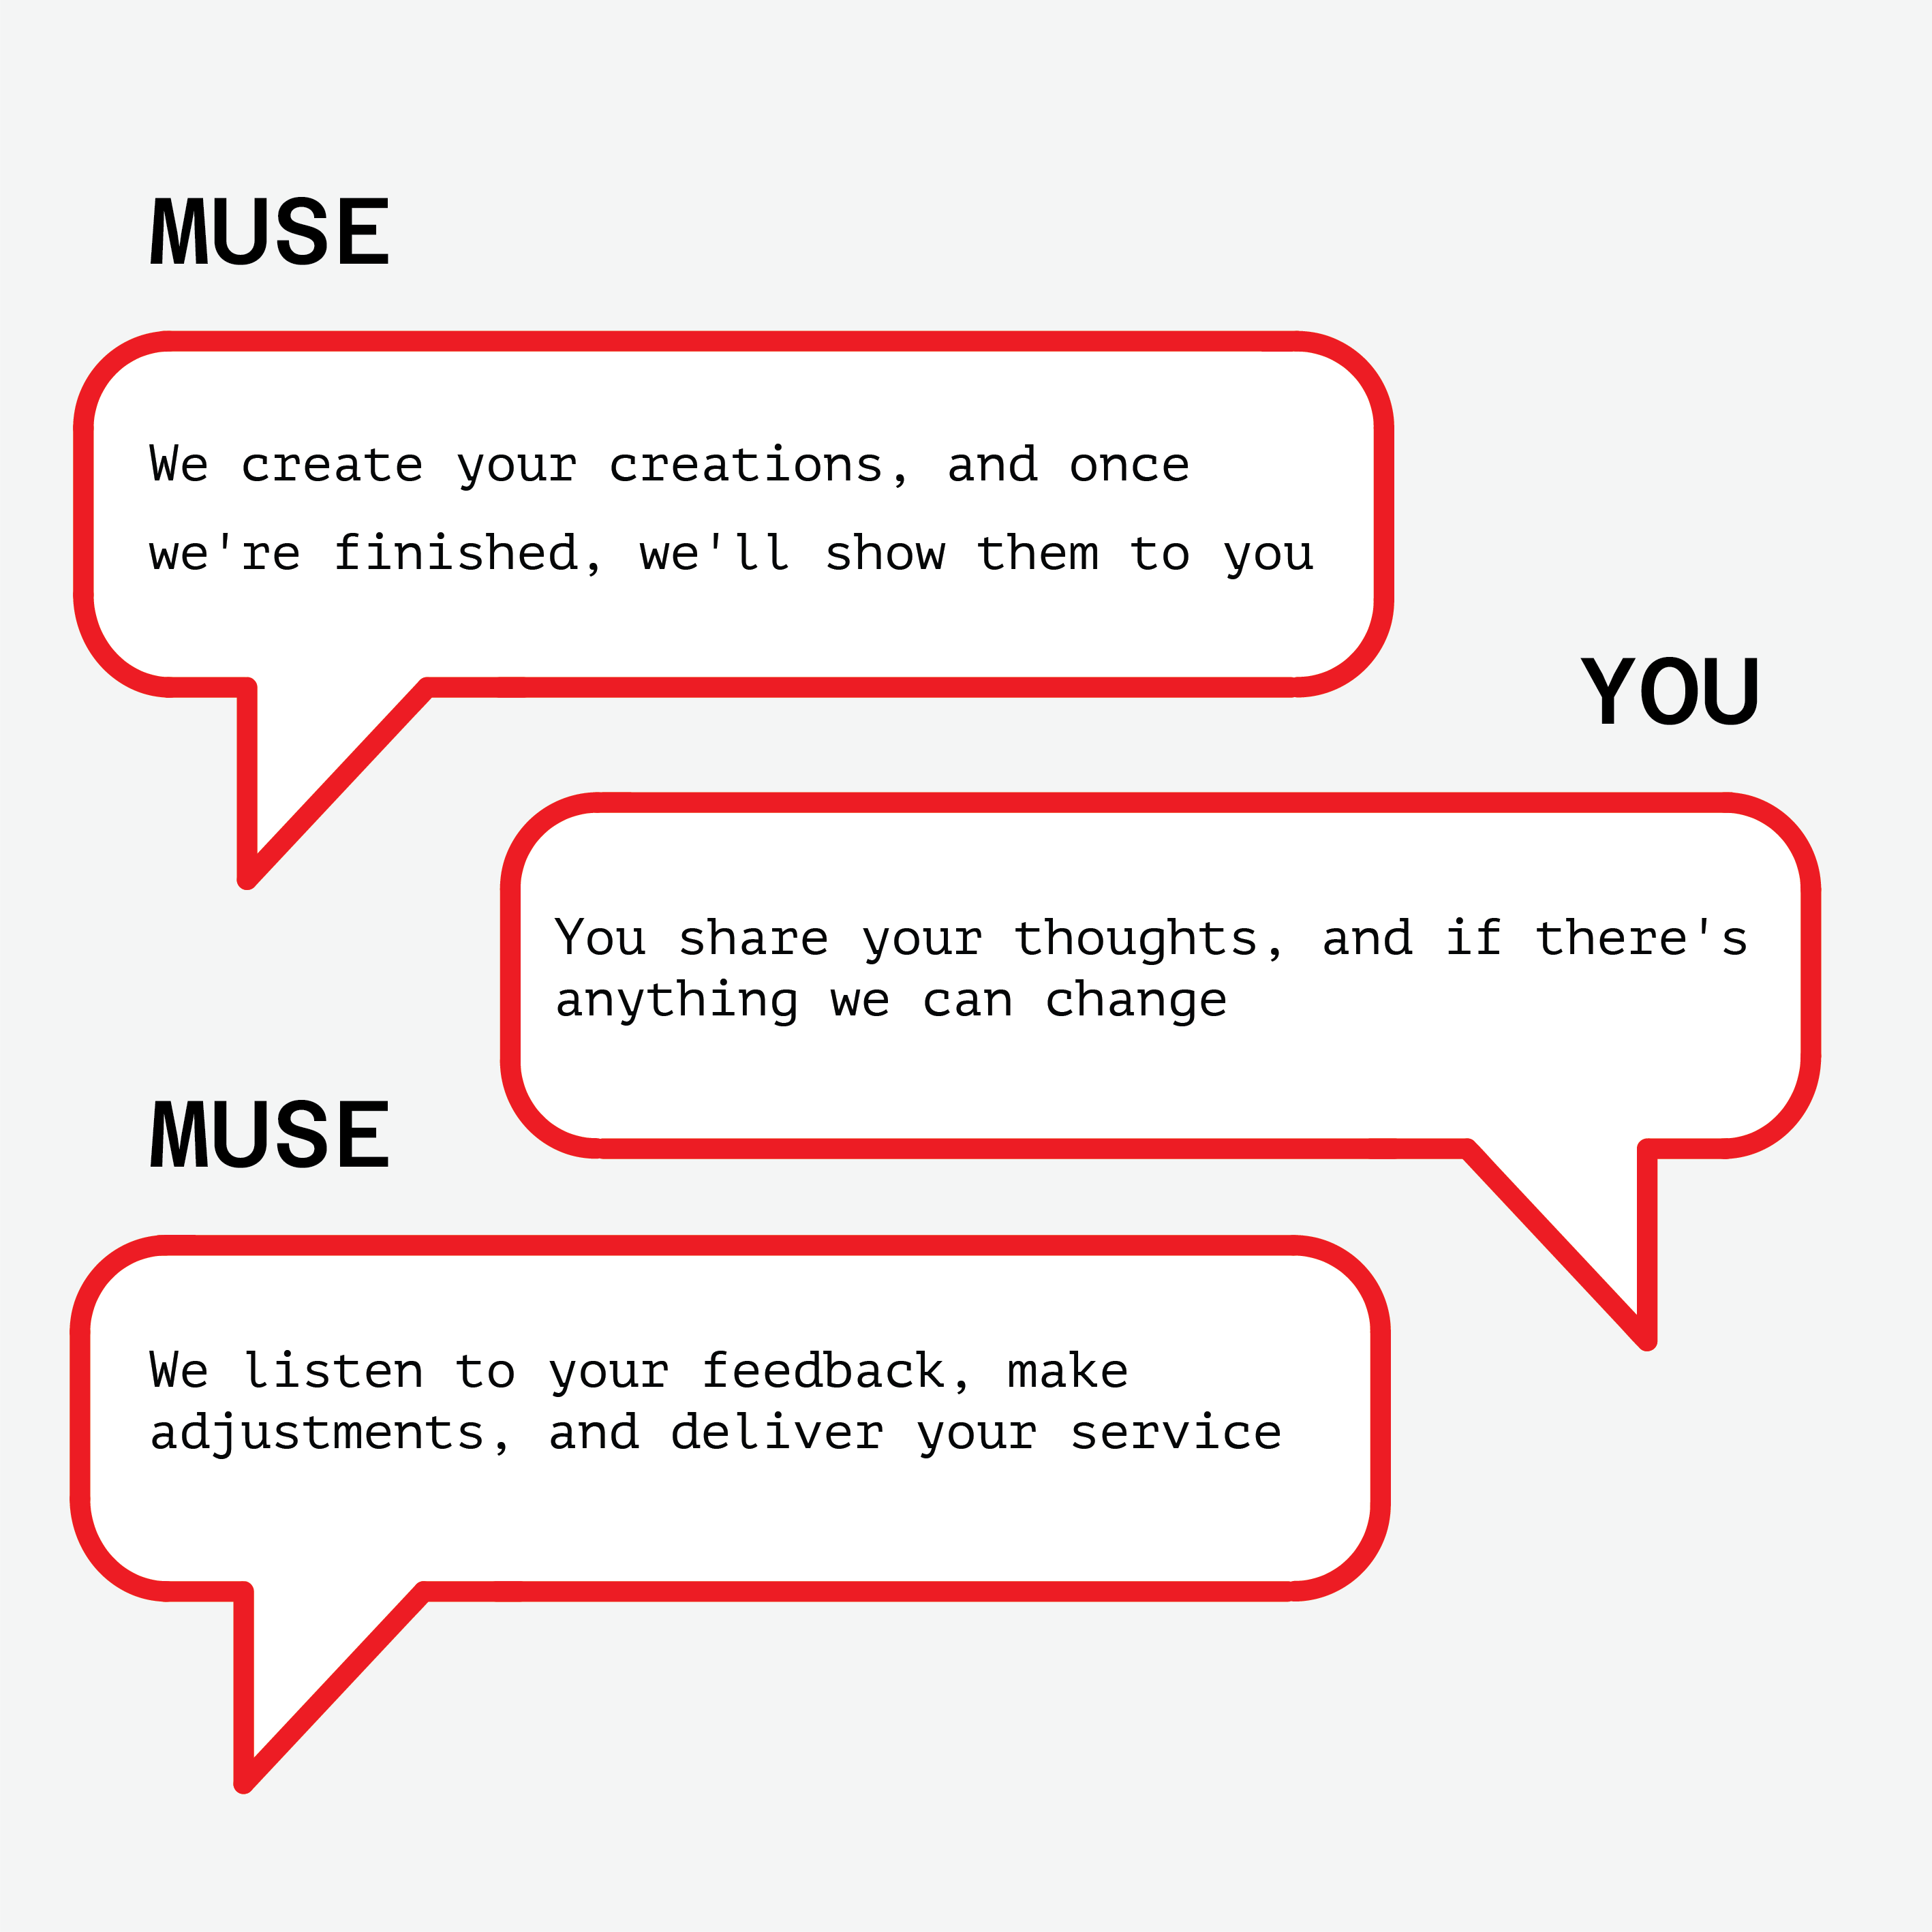 MUSE
We create your creations, and once
we're finished, we'll show them to you
YOU
You share your thoughts, and if there's
anything we can change
MUSE
We listen to your feedback, make
adjustments, and deliver your service